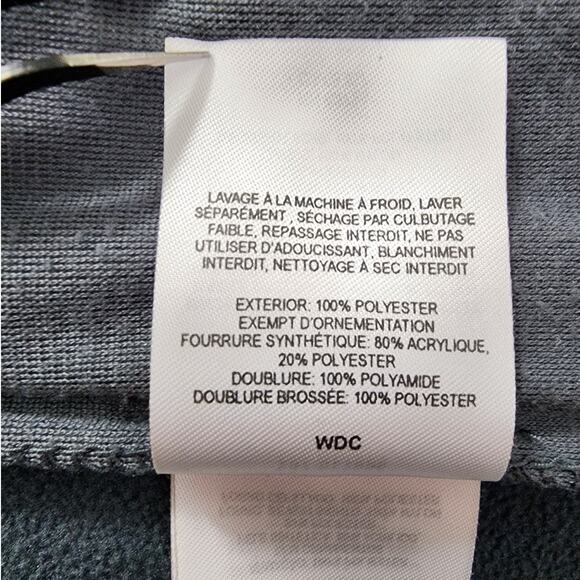 LAVAGE À LA MACHINE À FROID, LAVER
SÉPARÉMENT , SÉCHAGE PAR CULBUTAGE
FAIBLE, REPASSAGE INTERDIT, NE PAS
UTILISER D'ADOUCISSANT, BLANCHIMENT
INTERDIT, NETTOYAGE À SEC INTERDIT
EXTERIOR: 100% POLYESTER
EXEMPT D'ORNEMENTATION
FOURRURE SYNTHÉTIQUE: 80% ACRYLIQUE,
20% POLYESTER
DOUBLURE: 100% POLYAMIDE
DOUBLURE BROSSÉE: 100% POLYESTER
WDC